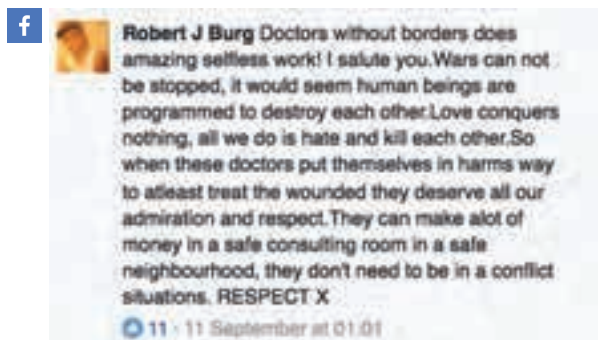 f
Robert J Burg Doctors without borders does
amazing selfless work! I salute you.Wars can not
be stopped, it would seem human beings are
programmed to destroy each other.Love conquers
nothing, all we do is hate and kill each other.So
when these doctors put themselves in harms way
to atleast treat the wounded they deserve all our
admiration and respect.They can make alot of
money in a safe consulting room in a safe
neighbourhood, they don't need to be in a conflict
situations. RESPECT X
11 · 11 September at 01:01